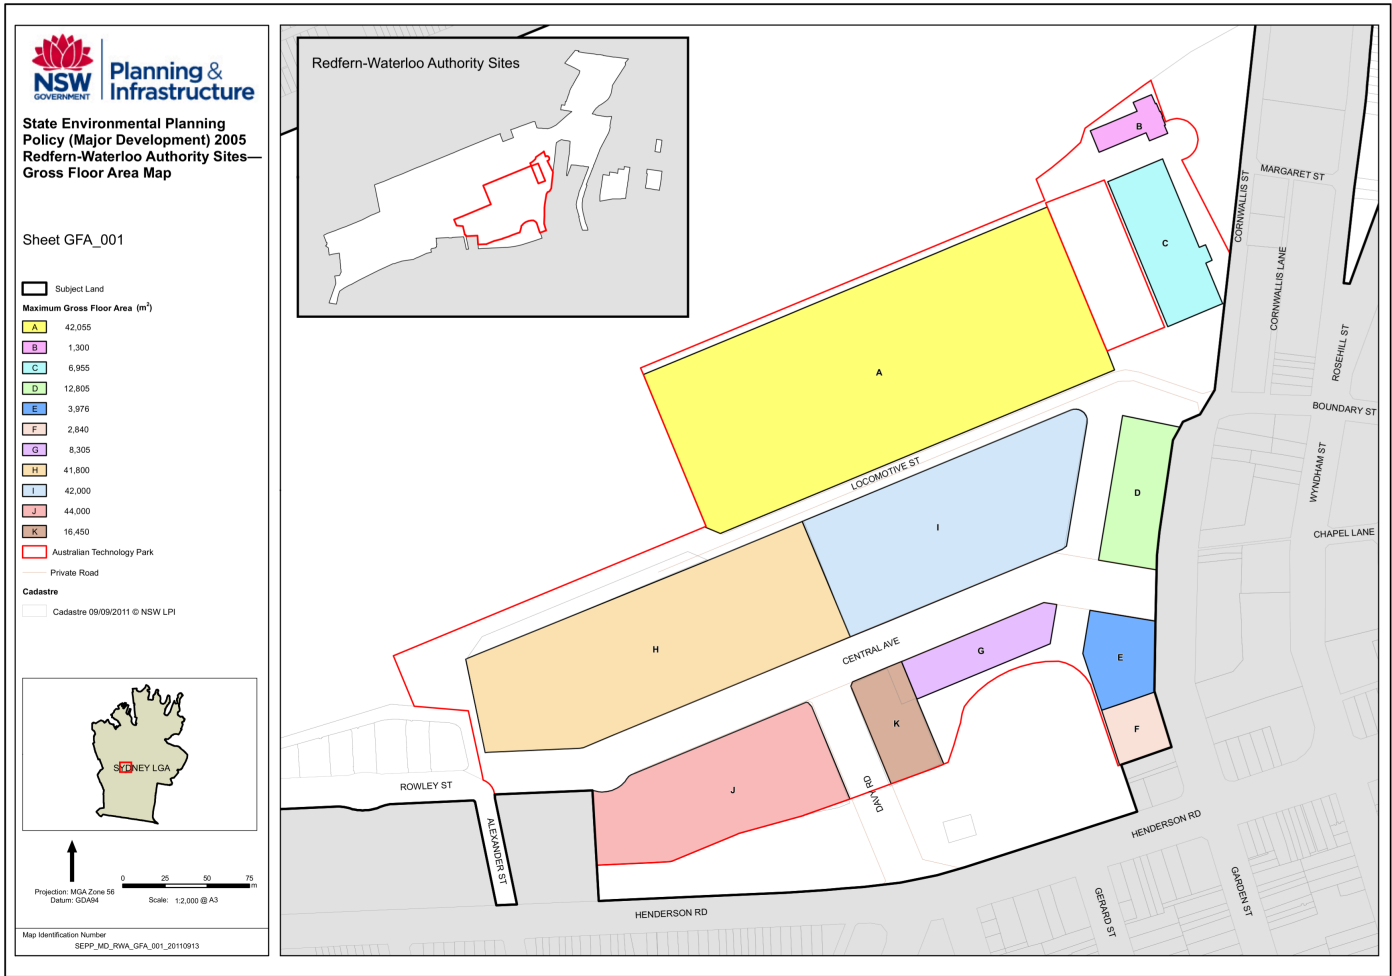 NSW
GOVERNMENT
Planning &
Infrastructure
State Environmental Planning
Policy (Major Development) 2005
Redfern-Waterloo Authority Sites—
Gross Floor Area Map
Sheet GFA_001
Subject Land
Maximum Gross Floor Area (m²)
A 42,055
B 1,300
C 6,955
D 12,805
E 3,976
F 2,840
G 8,305
H 41,800
I 42,000
J 44,000
K 16,450
Australian Technology Park
Private Road
Cadastre
Cadastre 09/09/2011 © NSW LPI
SYDNEY LGA
0 25 50 75
m
Projection: MGA Zone 56
Datum: GDA94
Scale: 1:2,000 @ A3
Map Identification Number
SEPP_MD_RWA_GFA_001_20110913
Redfern-Waterloo Authority Sites
B
MARGARET ST
CORNWALLIS ST
C
CORNWALLIS LANE
ROSEHILL ST
A
BOUNDARY ST
LOCOMOTIVE ST
WYNDHAM ST
D
I
CHAPEL LANE
H
CENTRAL AVE
G
E
K
F
J
DAVY RD
ROWLEY ST
ALEXANDER ST
HENDERSON RD
HENDERSON RD
GERARD ST
GARDEN ST